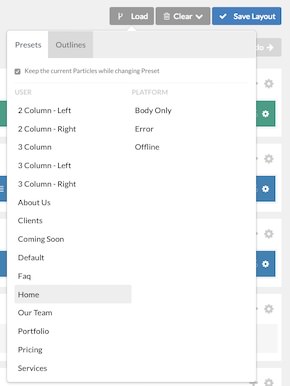 Load Clear Save Layout
Presets Outlines
Keep the current Particles while changing Preset
USER PLATFORM
2 Column - Left Body Only
2 Column - Right Error
3 Column Offline
3 Column - Left
3 Column - Right
About Us
Clients
Coming Soon
Default
Faq
Home
Our Team
Portfolio
Pricing
Services